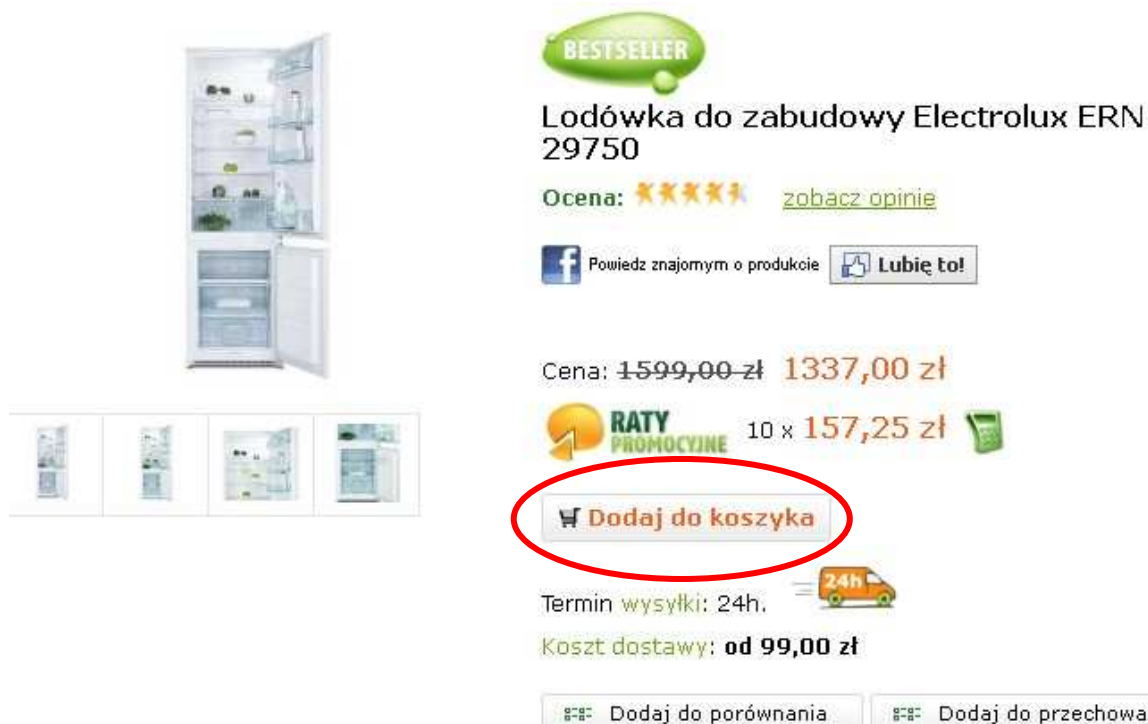 BESTSELLER
Lodówka do zabudowy Electrolux ERN
29750
Ocena: zobacz opinie
Powiedz znajomym o produkcie Lubię to!
Cena: 1599,00 zł 1337,00 zł
RATY
PROMOCYJNE 10 x 157,25 zł
Dodaj do koszyka
24h
Termin wysyłki: 24h.
Koszt dostawy: od 99,00 zł
Dodaj do porównania Dodaj do przechowa